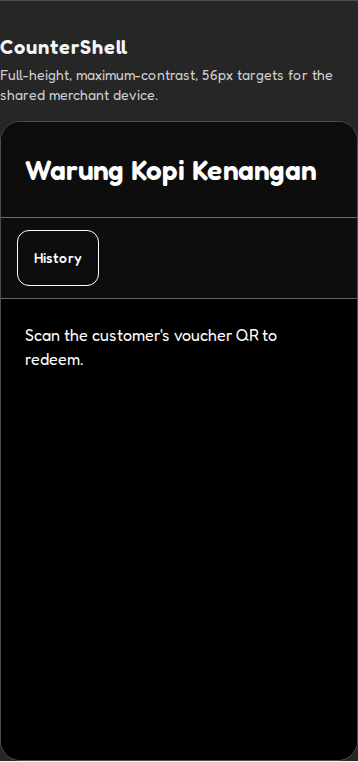 CounterShell
Full-height, maximum-contrast, 56px targets for the
shared merchant device.
Warung Kopi Kenangan
History
Scan the customer's voucher QR to
redeem.